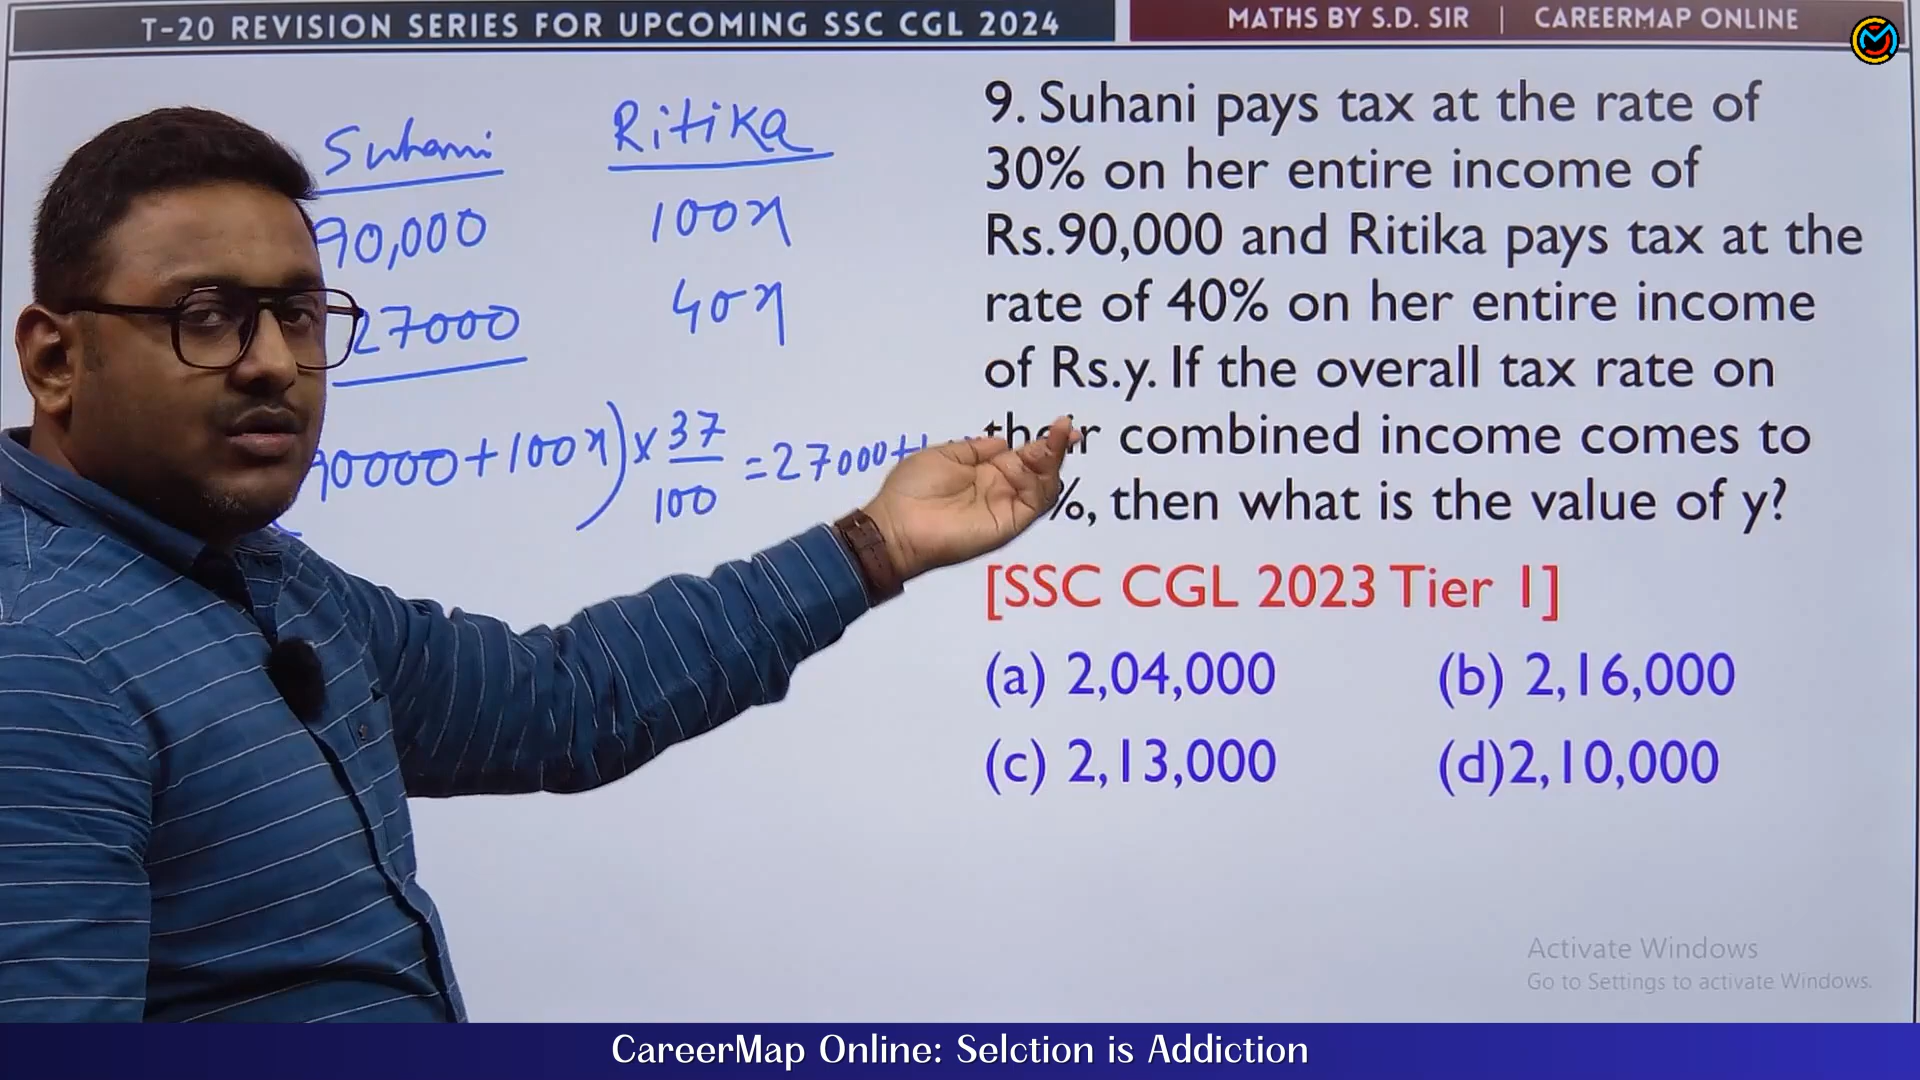 T-20 REVISION SERIES FOR UPCOMING SSC CGL 2024
MATHS BY S.D. SIR | CAREERMAP ONLINE
Suhani
Ritika
90,000
100x
27000
40x
90000+100x) x 37/100 = 27000+
9. Suhani pays tax at the rate of
30% on her entire income of
Rs.90,000 and Ritika pays tax at the
rate of 40% on her entire income
of Rs.y. If the overall tax rate on
their combined income comes to
%, then what is the value of y?
[SSC CGL 2023 Tier 1]
(a) 2,04,000
(b) 2,16,000
(c) 2,13,000
(d)2,10,000
Activate Windows
Go to Settings to activate Windows.
CareerMap Online: Selction is Addiction